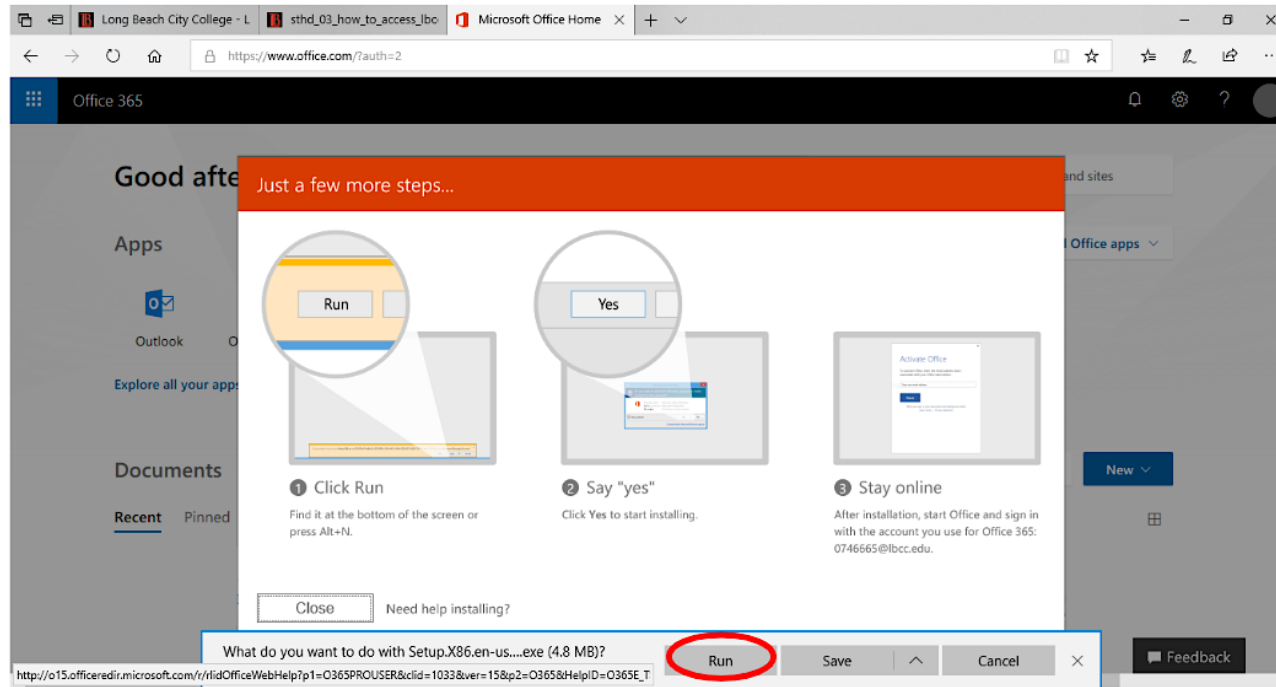 Long Beach City College - L
sthd_03_how_to_access_lbo
Microsoft Office Home
https://www.office.com/?auth=2
Office 365
Good afte
and sites
Just a few more steps...
Apps
l Office apps
Run
Yes
Outlook
O
Explore all your apps
Activate Office
Documents
New
Recent
Pinned
1 Click Run
Find it at the bottom of the screen or
press Alt+N.
2 Say "yes"
Click Yes to start installing.
3 Stay online
After installation, start Office and sign in
with the account you use for Office 365:
0746665@lbcc.edu.
Close
Need help installing?
What do you want to do with Setup.X86.en-us....exe (4.8 MB)?
Run
Save
Cancel
Feedback
http://o15.officeredir.microsoft.com/r/rlidOfficeWebHelp?p1=O365PROUSER&clid=1033&ver=15&p2=O365&HelpID=O365E_T